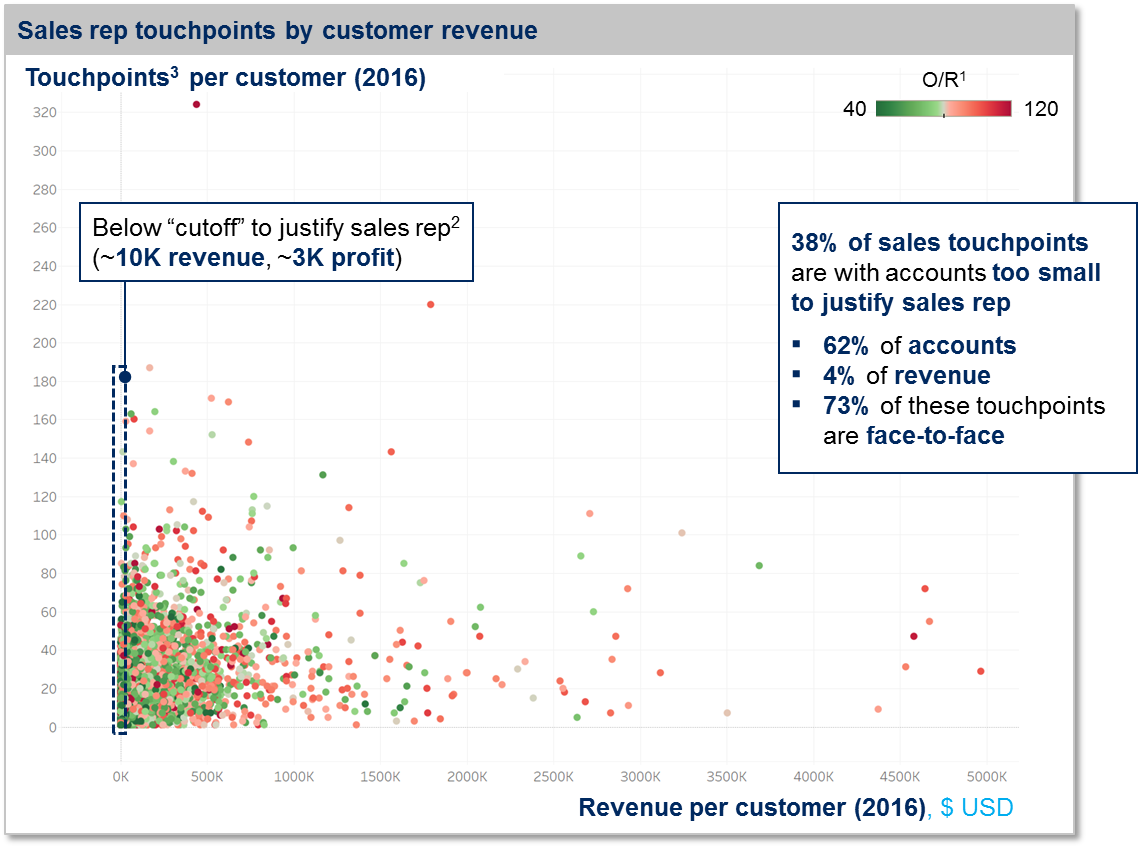 Sales rep touchpoints by customer revenue
Touchpoints³ per customer (2016)
O/R¹
40
120
320
300
280
260
240
220
200
180
160
140
120
100
80
60
40
20
0
Below “cutoff” to justify sales rep²
(~10K revenue, ~3K profit)
38% of sales touchpoints
are with accounts too small
to justify sales rep
▪ 62% of accounts
▪ 4% of revenue
▪ 73% of these touchpoints
are face-to-face
0K 500K 1000K 1500K 2000K 2500K 3000K 3500K 4000K 4500K 5000K
Revenue per customer (2016), $ USD